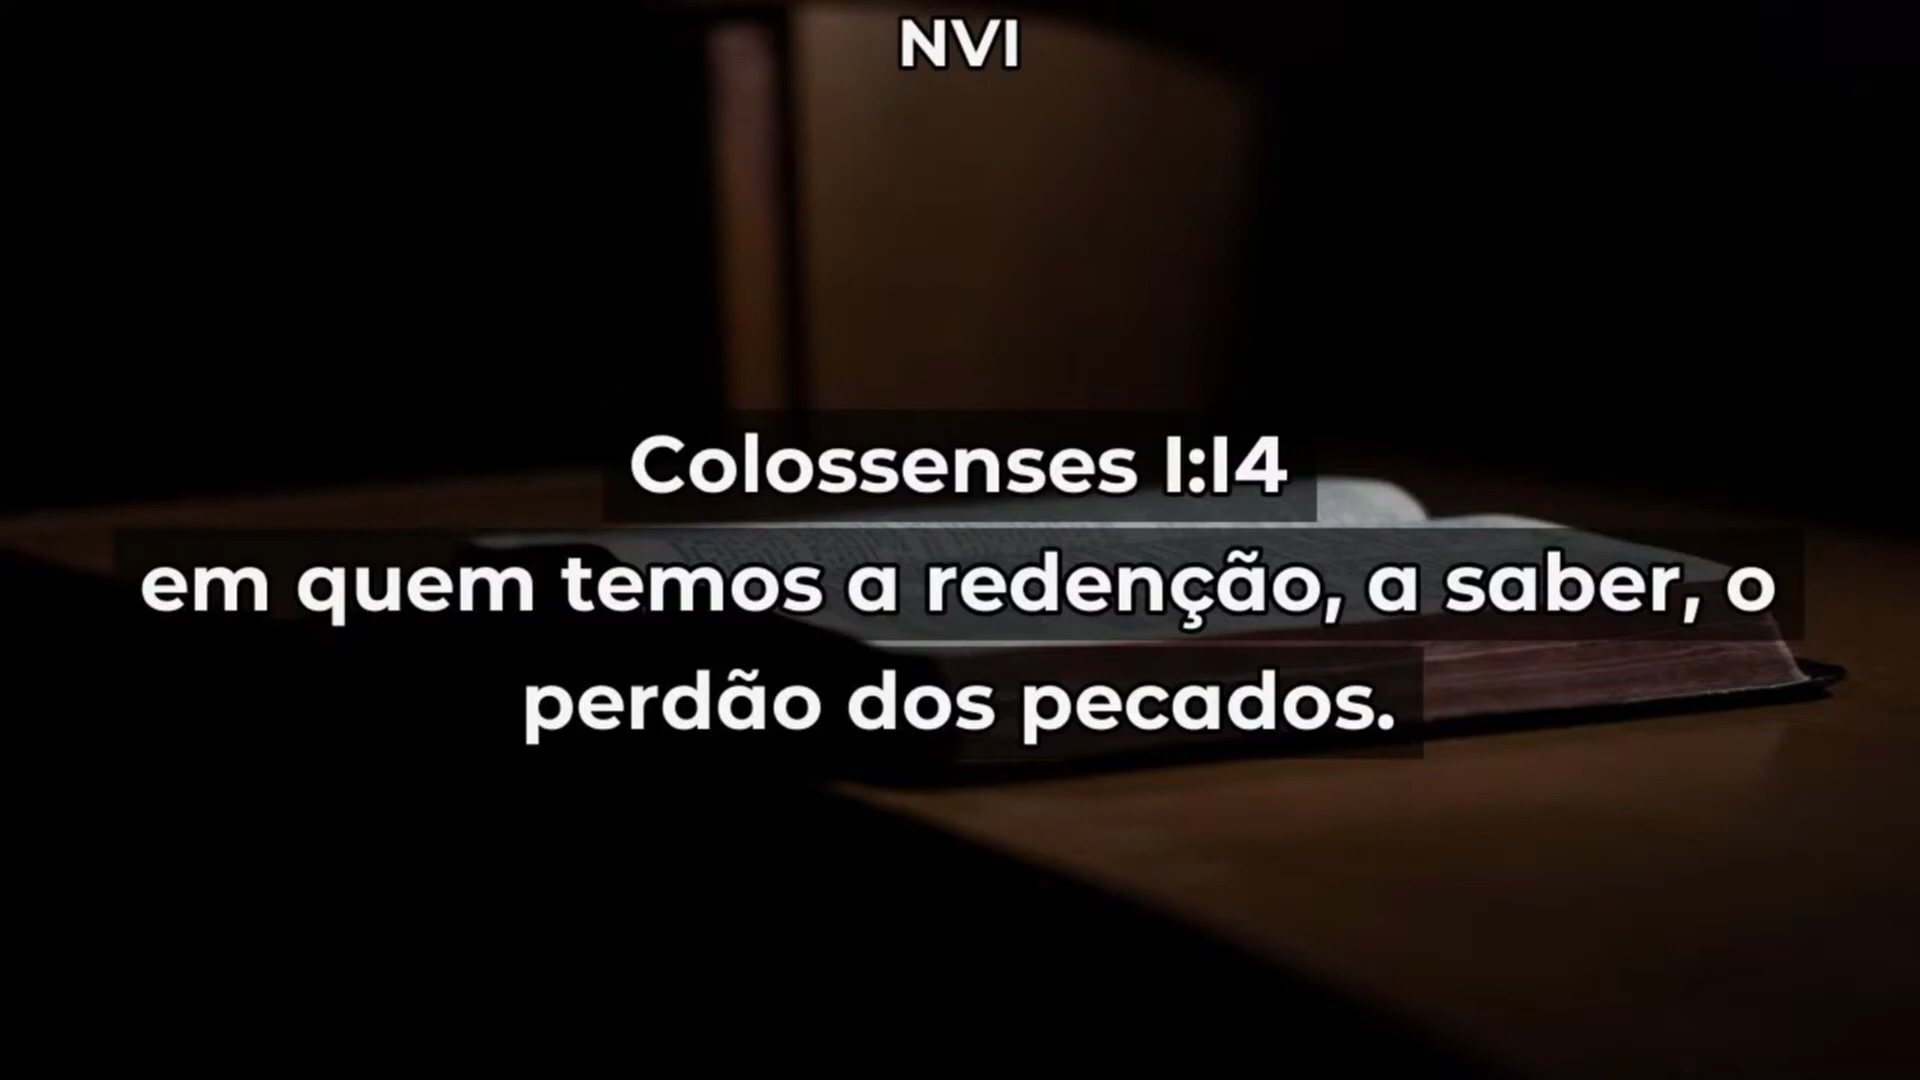 NVI
Colossenses 1:14
em quem temos a redenção, a saber, o
perdão dos pecados.